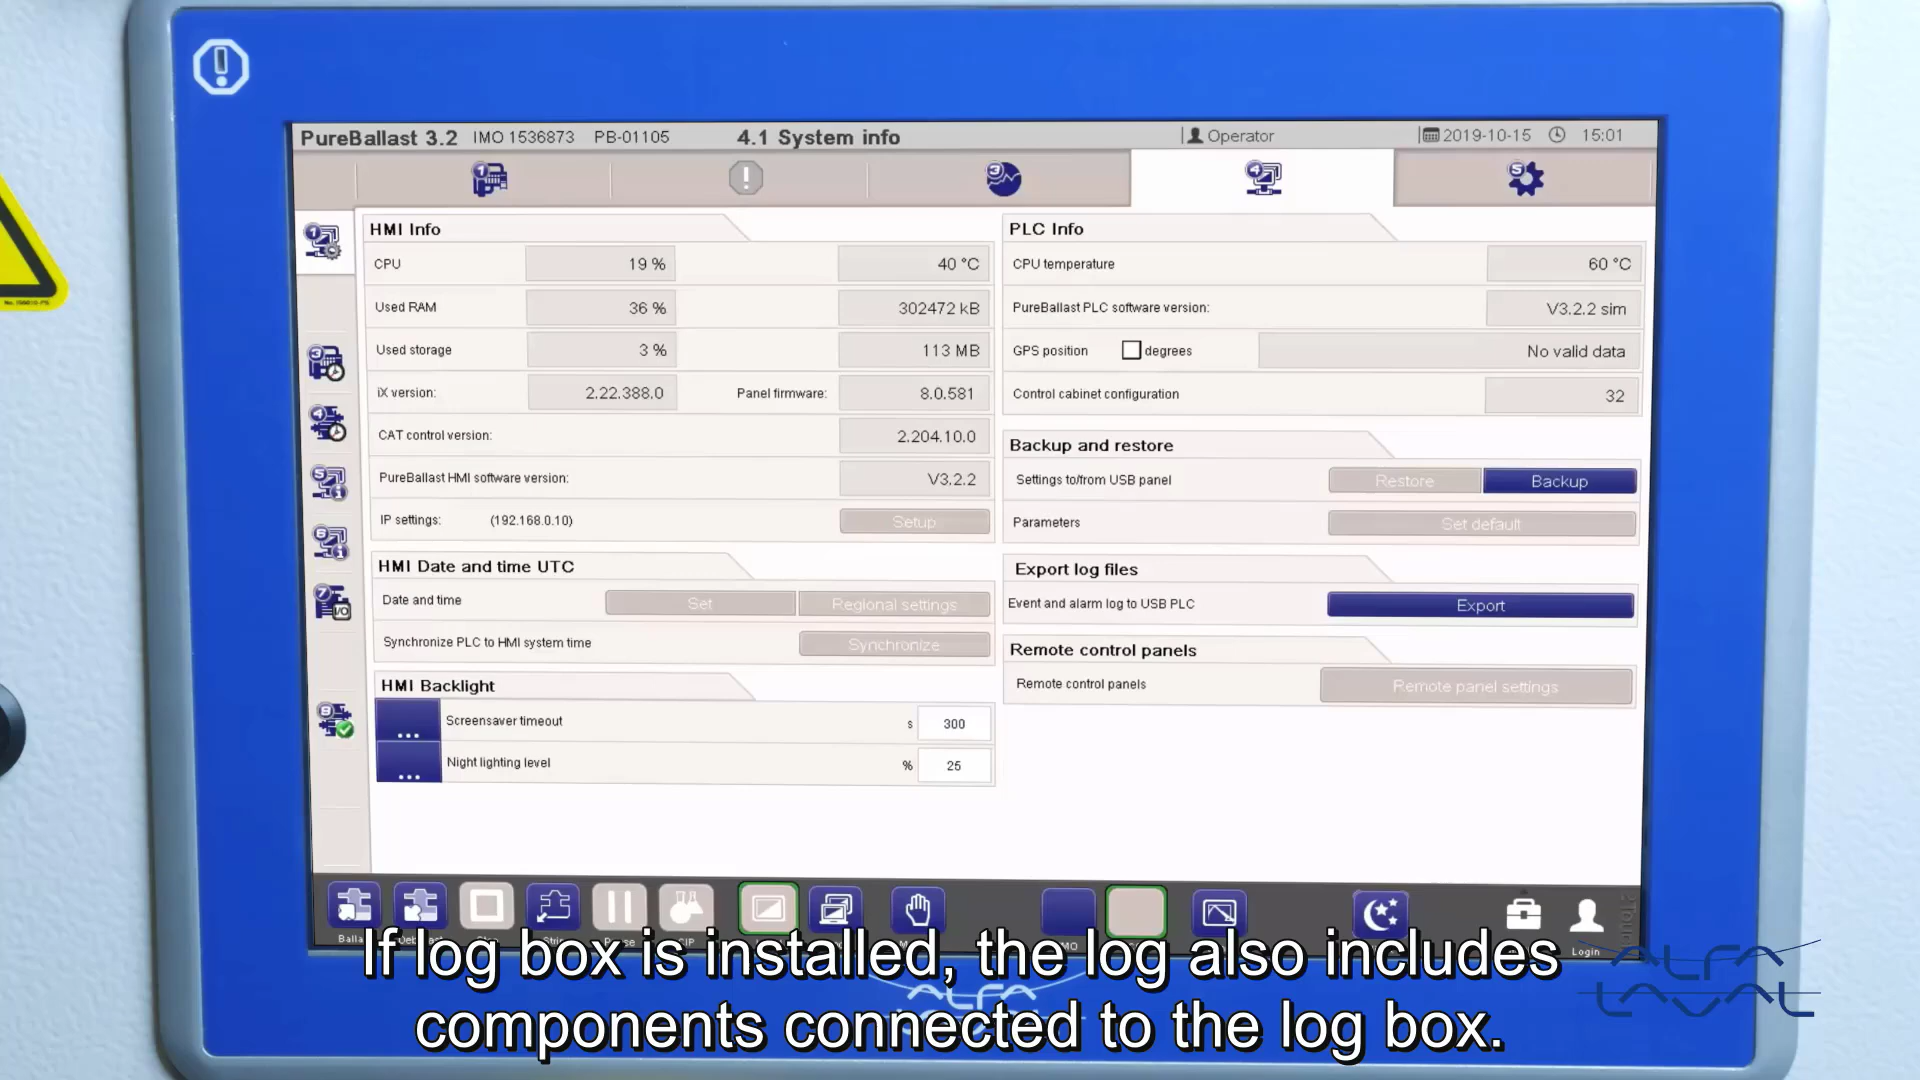 PureBallast 3.2 IMO 1536873 PB-01105 4.1 System info Operator 2019-10-15 15:01
HMI Info
CPU 19 % 40 °C
Used RAM 36 % 302472 kB
Used storage 3 % 113 MB
iX version: 2.22.388.0 Panel firmware: 8.0.581
CAT control version: 2.204.10.0
PureBallast HMI software version: V3.2.2
IP settings: (192.168.0.10) Setup
HMI Date and time UTC
Date and time Set Regional settings
Synchronize PLC to HMI system time Synchronize
HMI Backlight
... Screensaver timeout s 300
... Night lighting level % 25
PLC Info
CPU temperature 60 °C
PureBallast PLC software version: V3.2.2 sim
GPS position degrees No valid data
Control cabinet configuration 32
Backup and restore
Settings to/from USB panel Restore Backup
Parameters Set default
Export log files
Event and alarm log to USB PLC Export
Remote control panels
Remote control panels Remote panel settings
Login
If log box is installed, the log also includes
components connected to the log box.
ALFA
LAVAL
ALFA